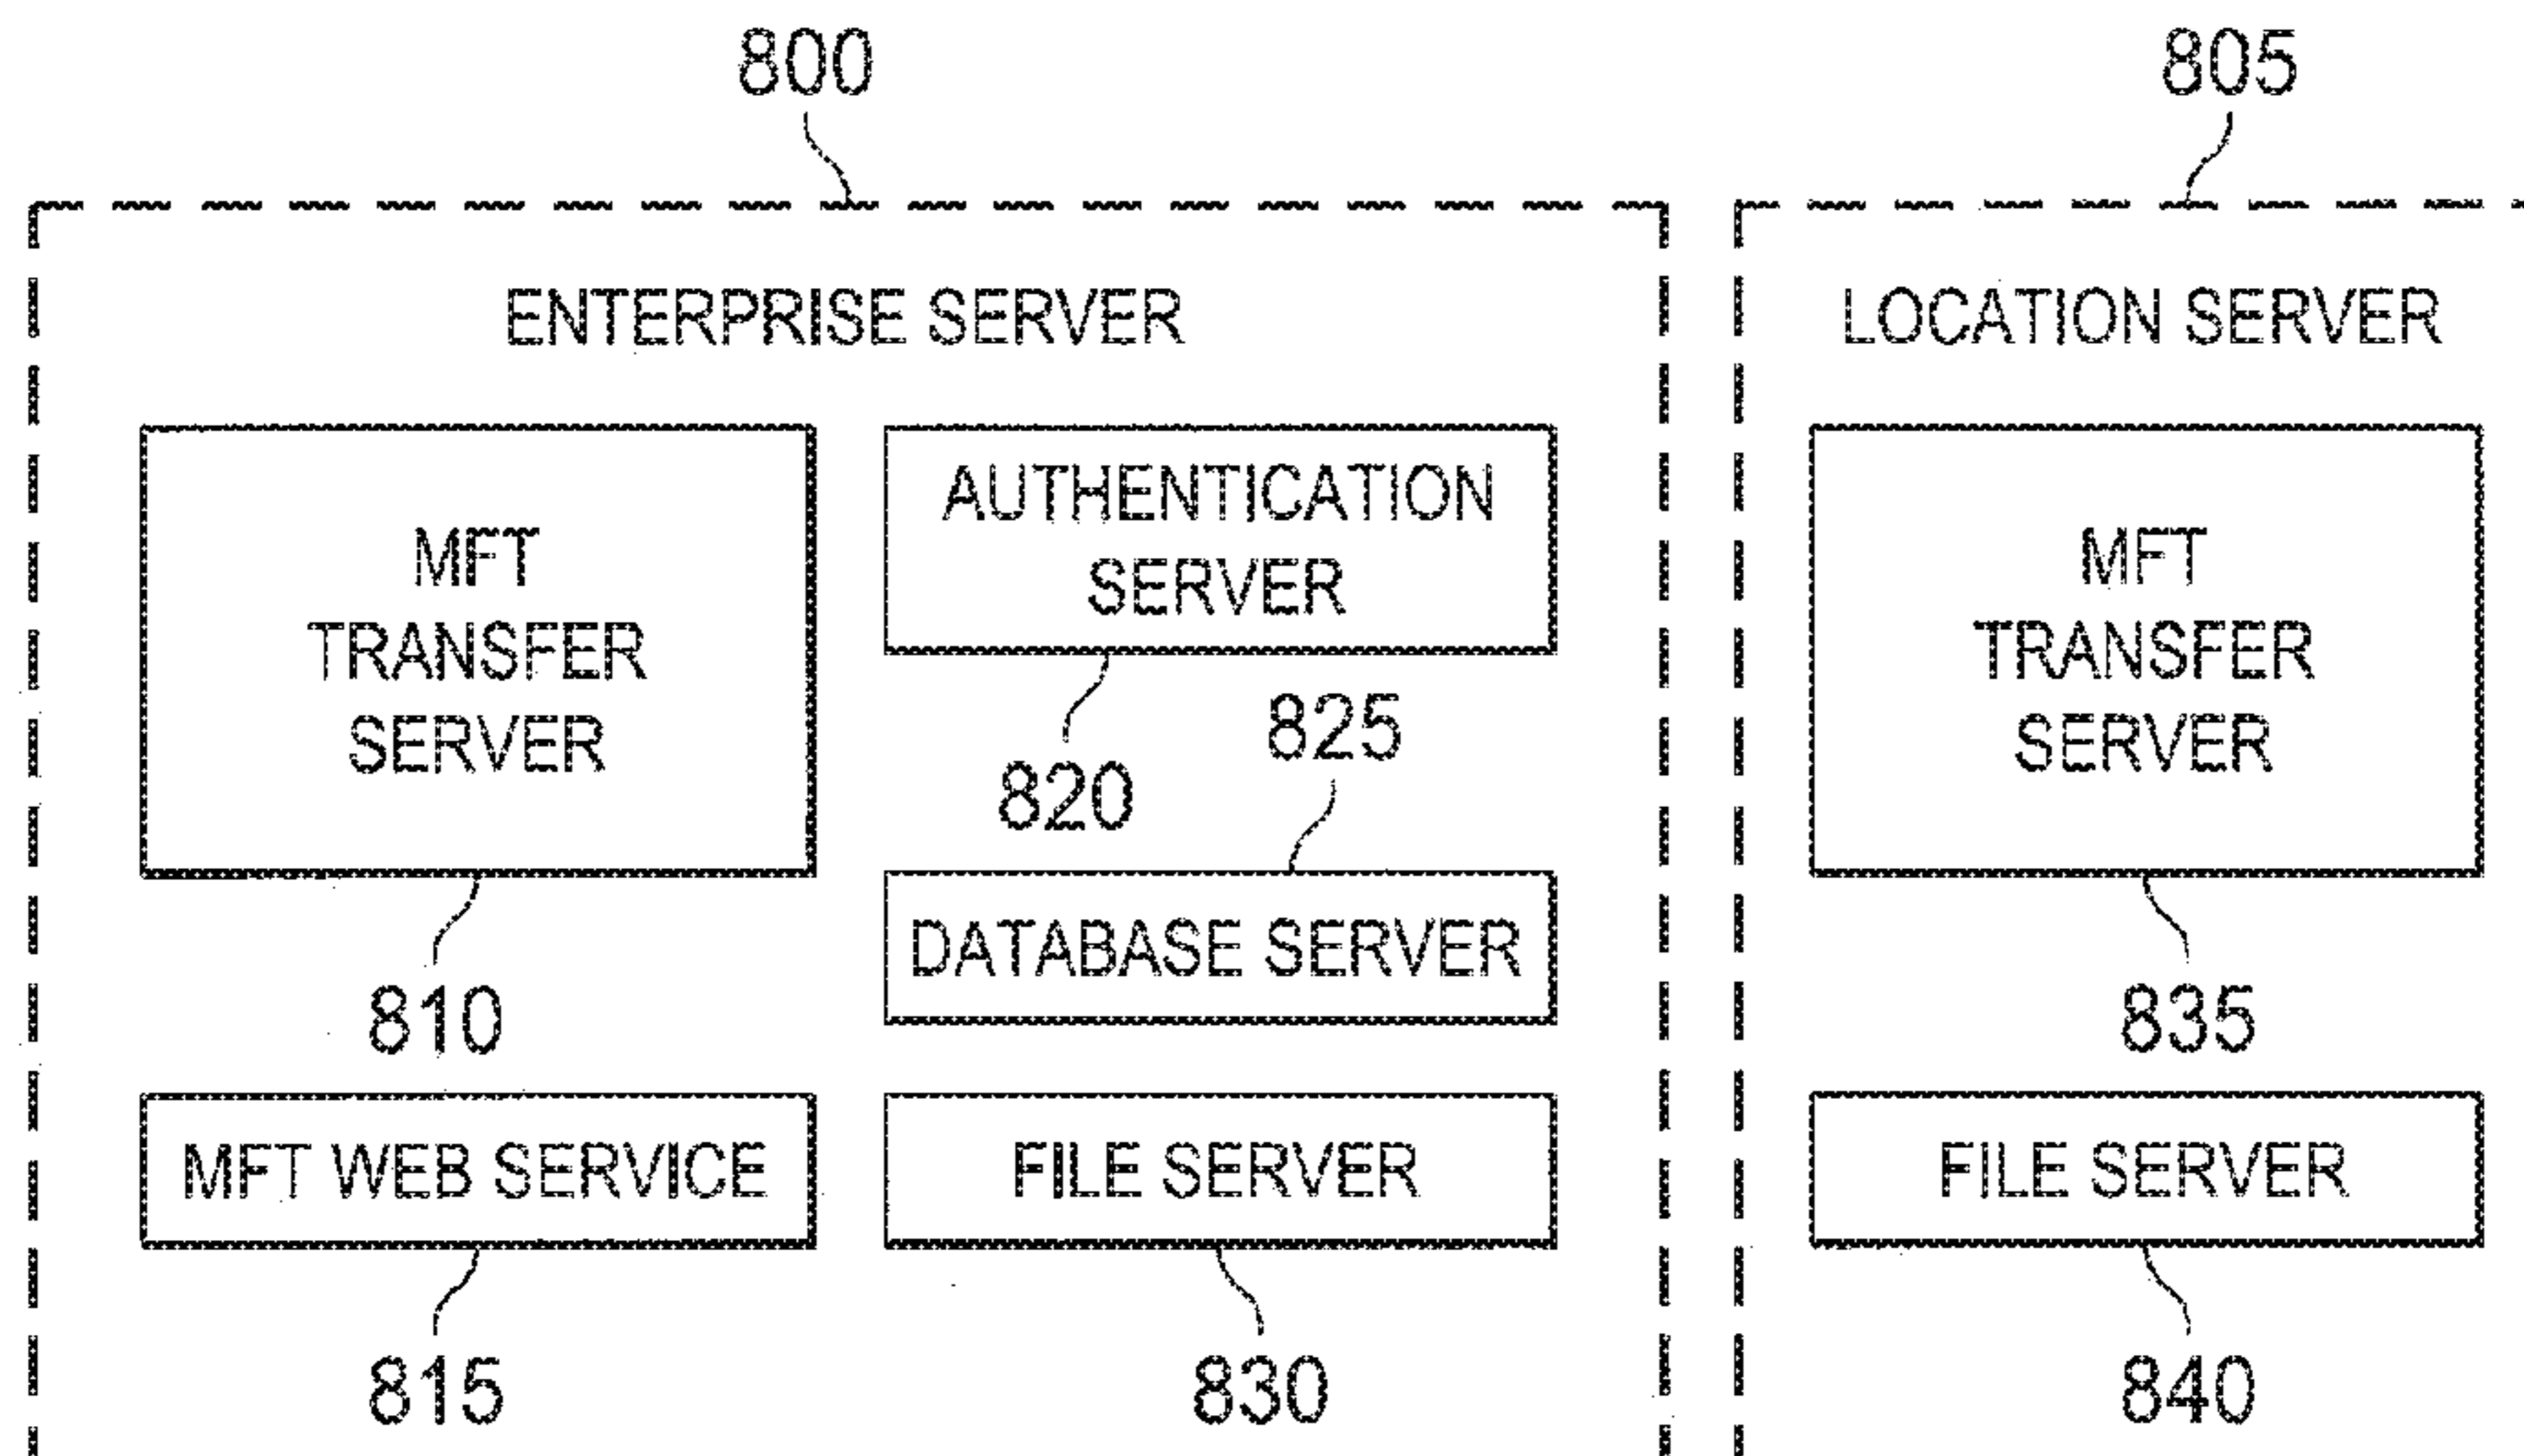 800
805
ENTERPRISE SERVER
LOCATION SERVER
MFT
TRANSFER
SERVER
810
AUTHENTICATION
SERVER
820
825
DATABASE SERVER
MFT WEB SERVICE
815
FILE SERVER
830
MFT
TRANSFER
SERVER
835
FILE SERVER
840